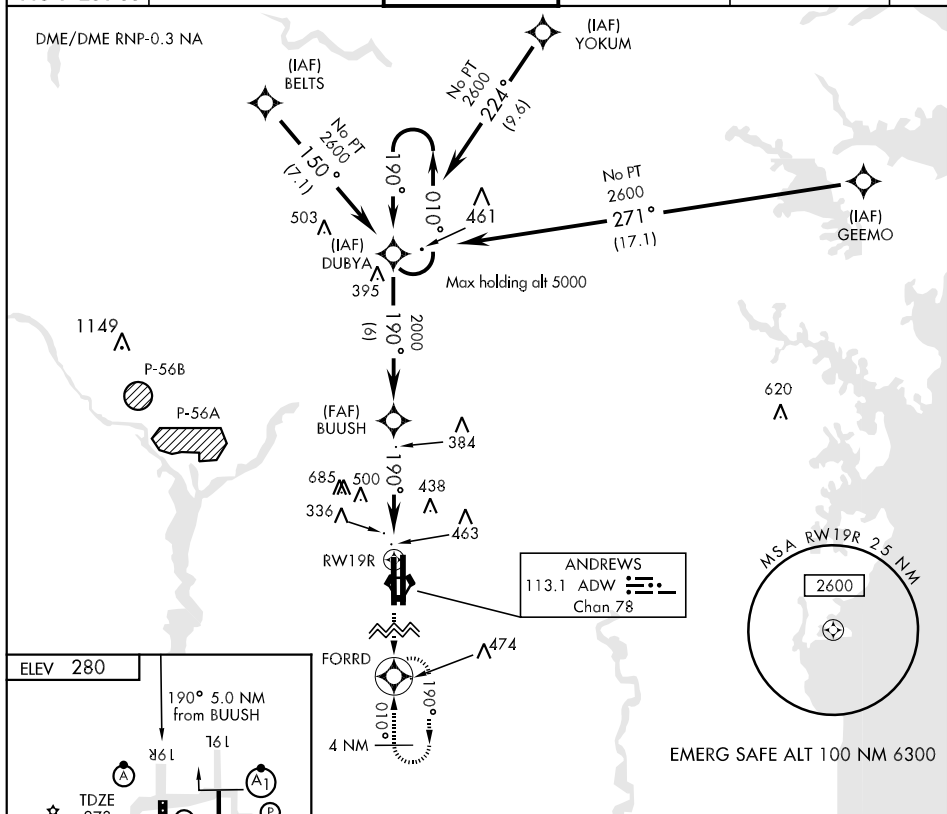 DME/DME RNP-0.3 NA
(IAF)
YOKUM
(IAF)
BELTS
No PT
2600
224°
(9.6)
No PT
2600
150°
(7.1)
190°
010°
No PT
2600
271°
(17.1)
(IAF)
GEEMO
503
461
(IAF)
DUBYA
395
Max holding alt 5000
2000
190°
(6)
1149
P-56B
P-56A
620
(FAF)
BUUSH
384
190°
685
500
438
336
463
RW19R
ANDREWS
113.1 ADW
Chan 78
MSA RW19R 25 NM
2600
FORRD
474
190°
010°
4 NM
EMERG SAFE ALT 100 NM 6300
ELEV 280
190° 5.0 NM
from BUUSH
19R
19L
A
A1
TDZE
P